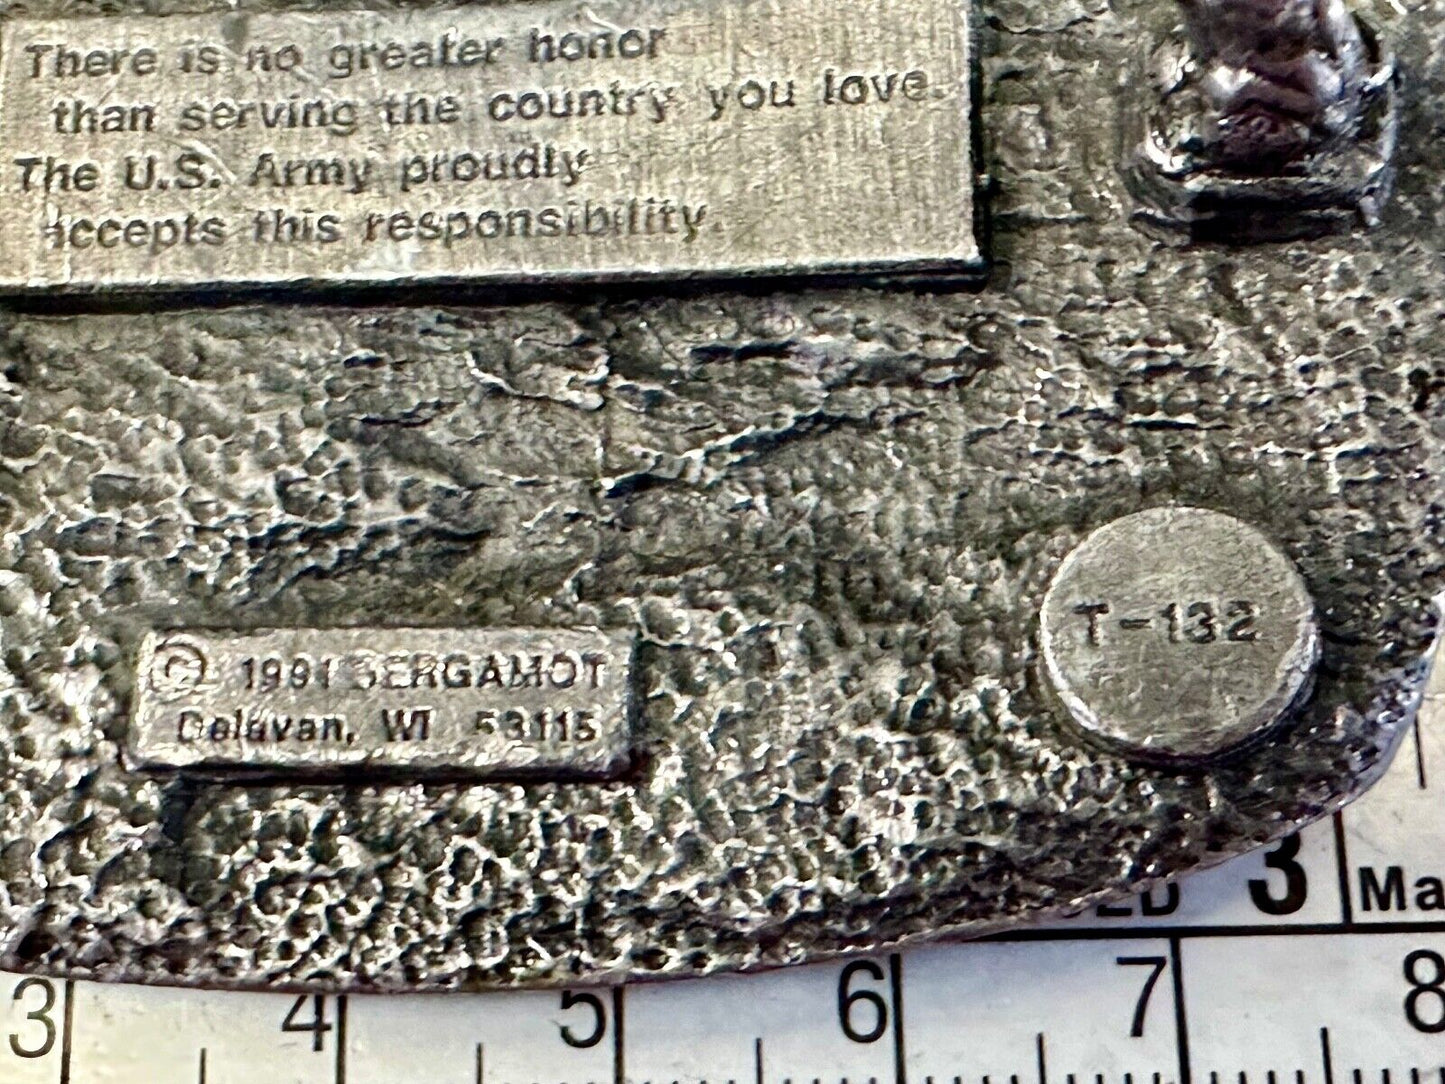 There is no greater honor
than serving the country you love.
The U.S. Army proudly
accepts this responsibility.
T-132
© 1991 BERGAMOT
Delavan, WI 53115
3 Ma
3 4 5 6 7 8